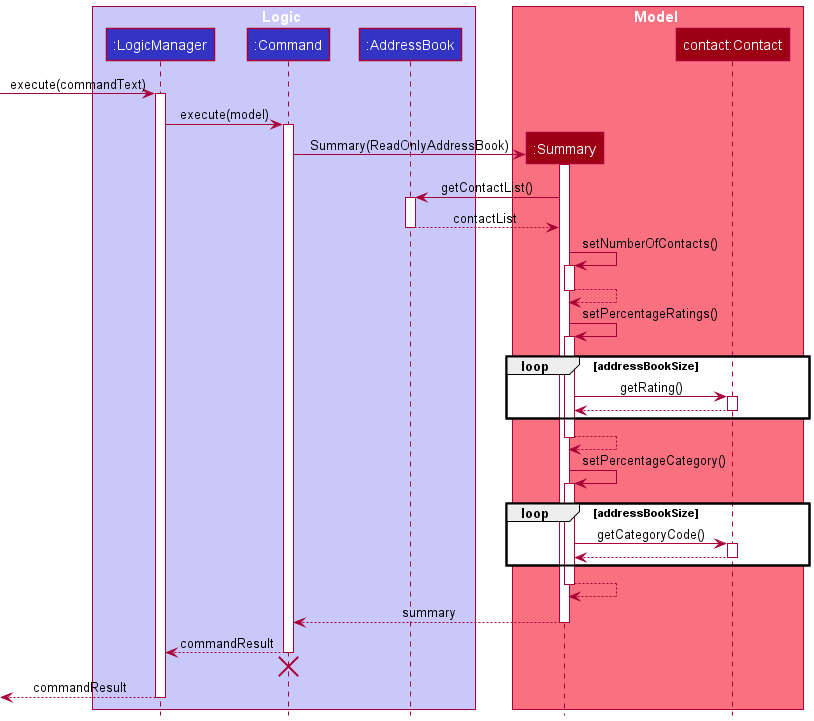 Logic
Model
:LogicManager
:Command
:AddressBook
contact:Contact
execute(commandText)
execute(model)
Summary(ReadOnlyAddressBook)
:Summary
getContactList()
contactList
setNumberOfContacts()
setPercentageRatings()
loop [addressBookSize]
getRating()
setPercentageCategory()
loop [addressBookSize]
getCategoryCode()
summary
commandResult
commandResult